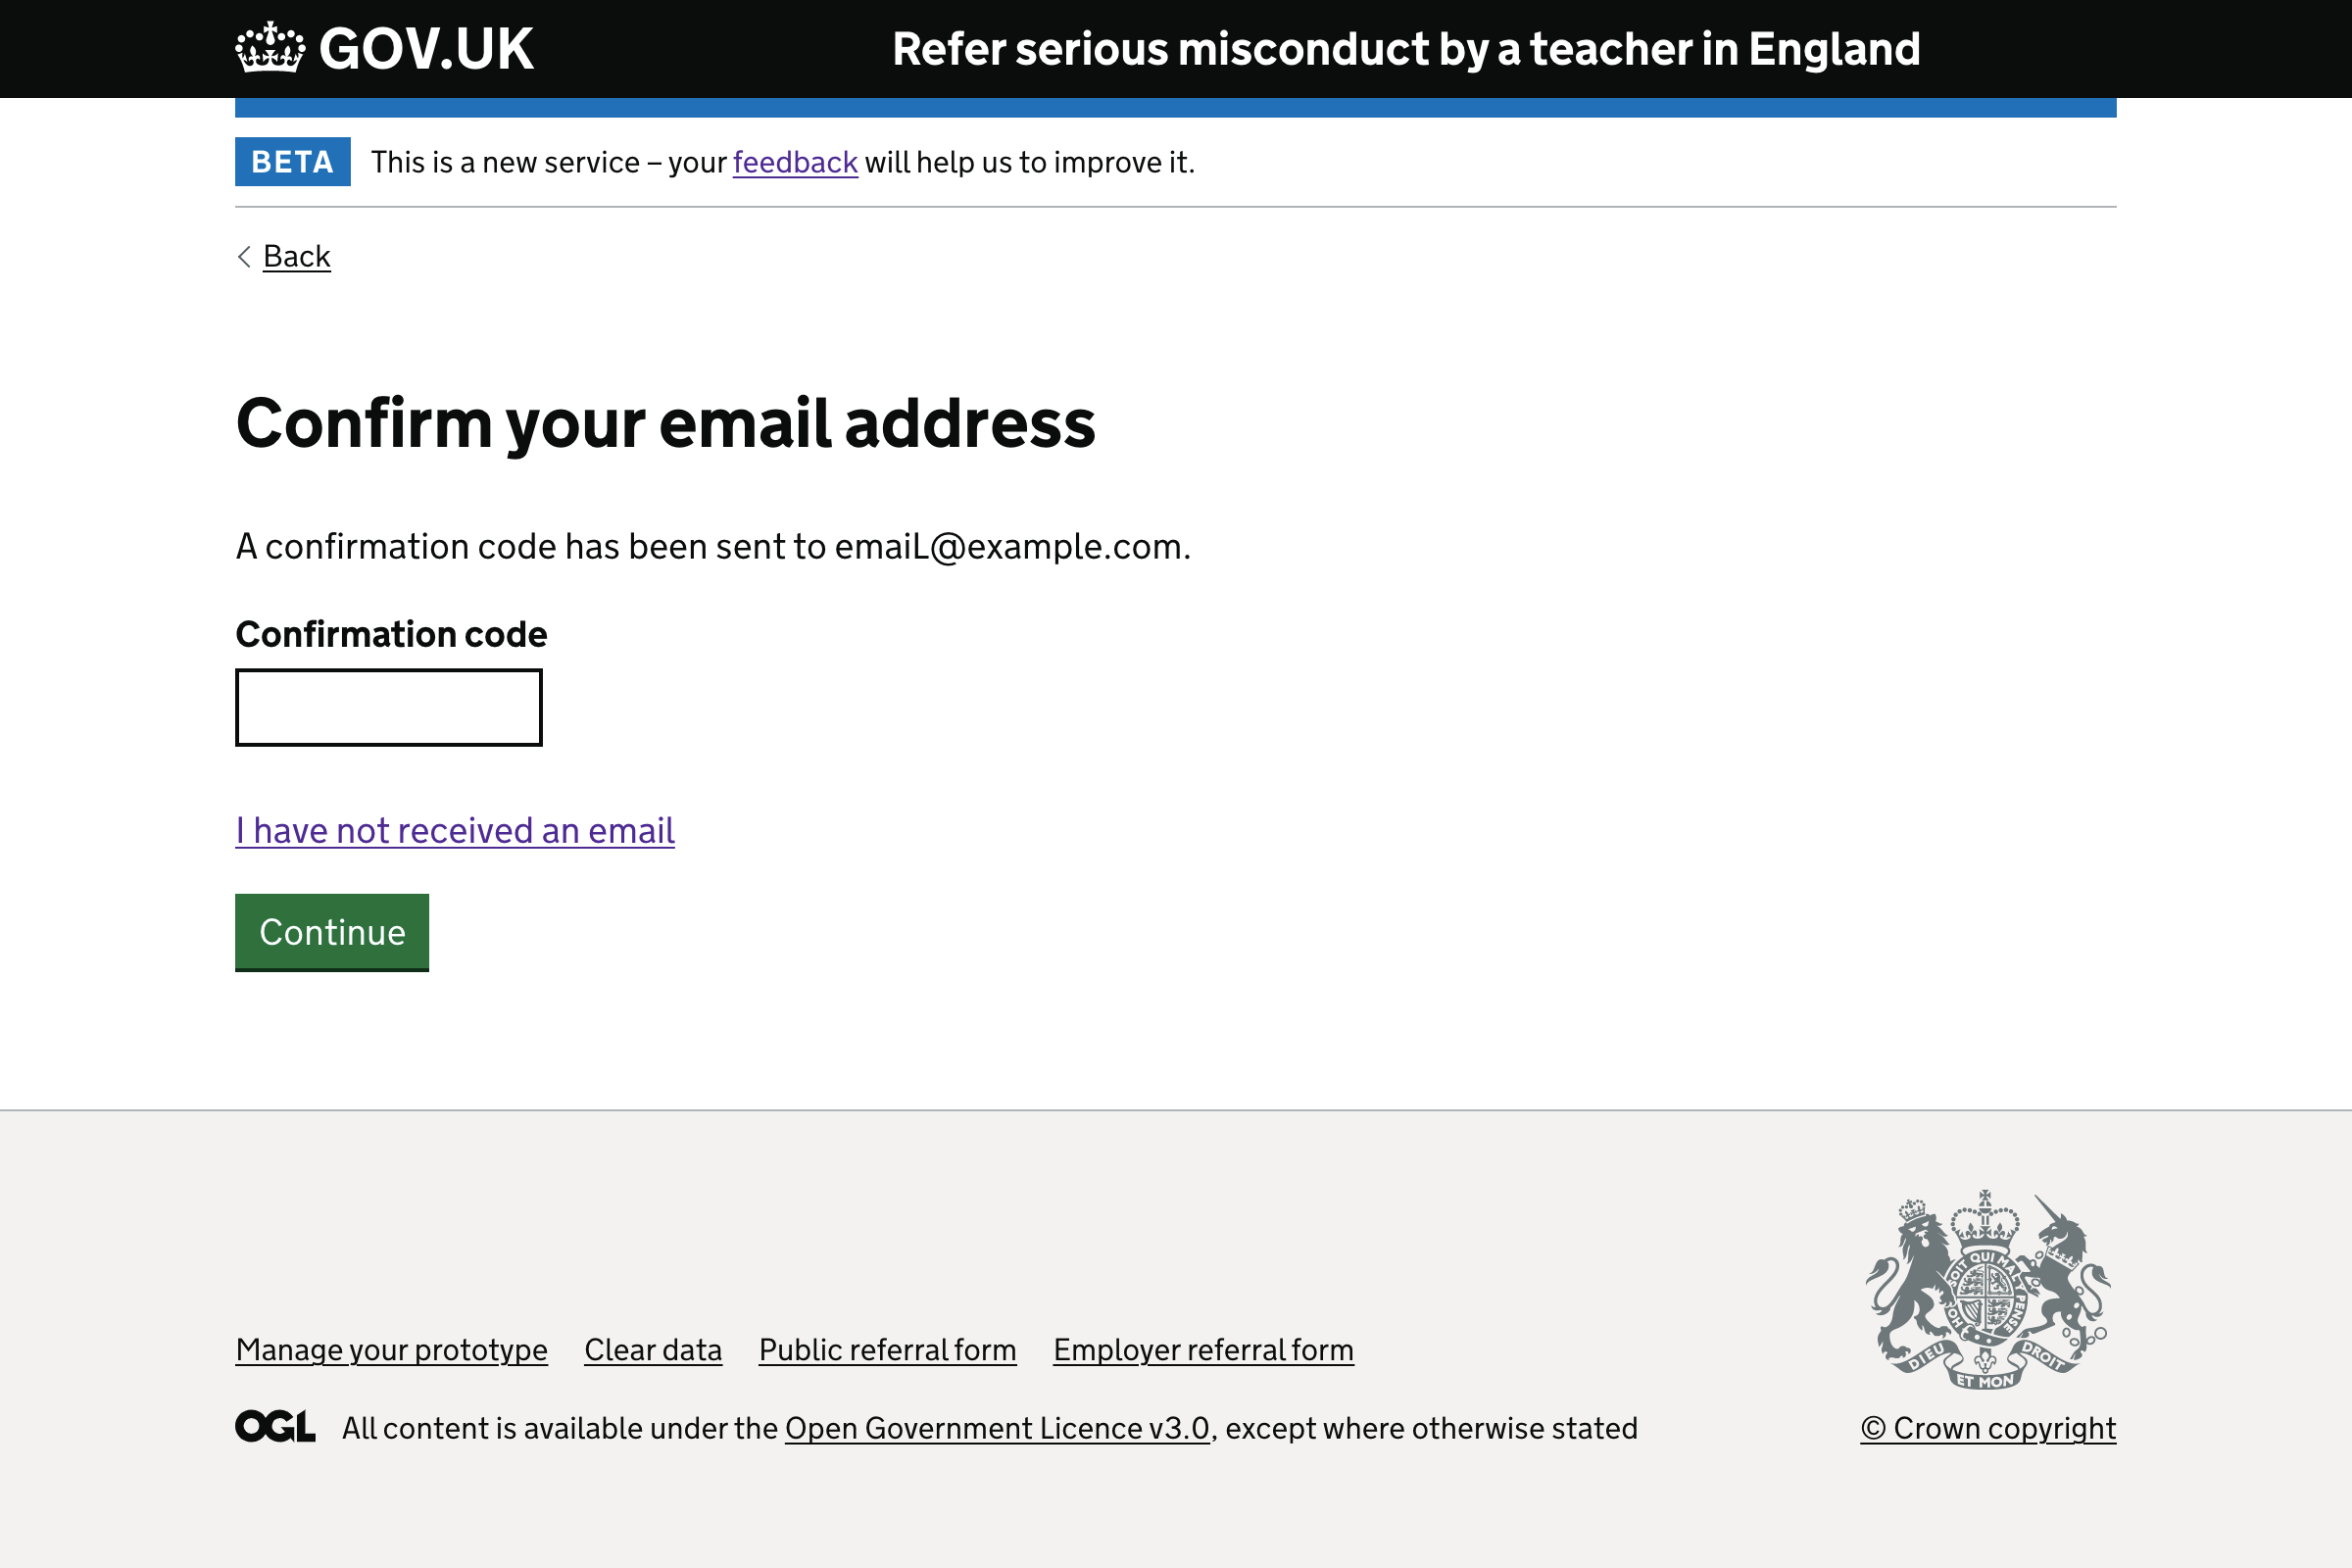 GOV.UK
Refer serious misconduct by a teacher in England
BETA
This is a new service – your feedback will help us to improve it.
Back
Confirm your email address
A confirmation code has been sent to emaiL@example.com.
Confirmation code
I have not received an email
Continue
Manage your prototype
Clear data
Public referral form
Employer referral form
OGL
All content is available under the Open Government Licence v3.0, except where otherwise stated
SOIT QUI MAL
PENSE
HO
DIEU
ET MON
DROIT
© Crown copyright